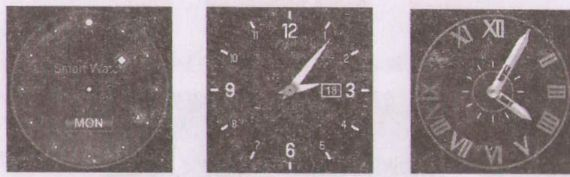 Smart Watch
MON
12
11 1
10 2
9 18 3
8 4
7 5
6
XII
XI
II
III
IX
IIII
VIII
V
VII
VI